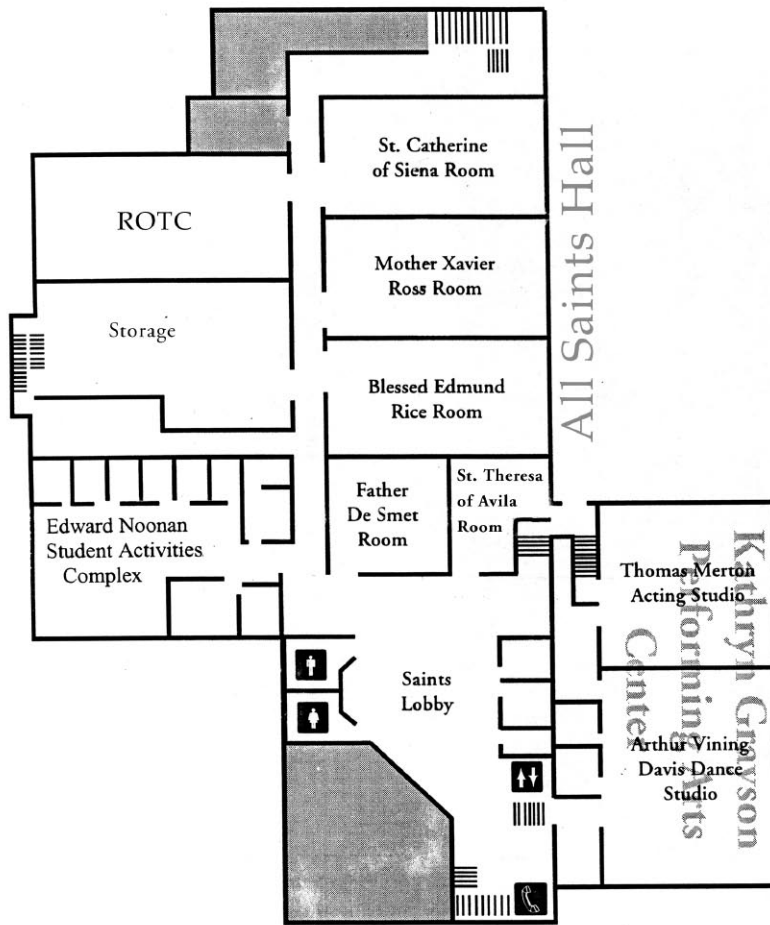 St. Catherine
of Siena Room
ROTC
Mother Xavier
Ross Room
Storage
Blessed Edmund
Rice Room
All Saints Hall
Father
De Smet
Room
St. Theresa
of Avila
Room
Edward Noonan
Student Activities
Complex
Thomas Merton
Acting Studio
Kathryn Grayson
Performing Arts
Center
Saints
Lobby
Arthur Vining
Davis Dance
Studio